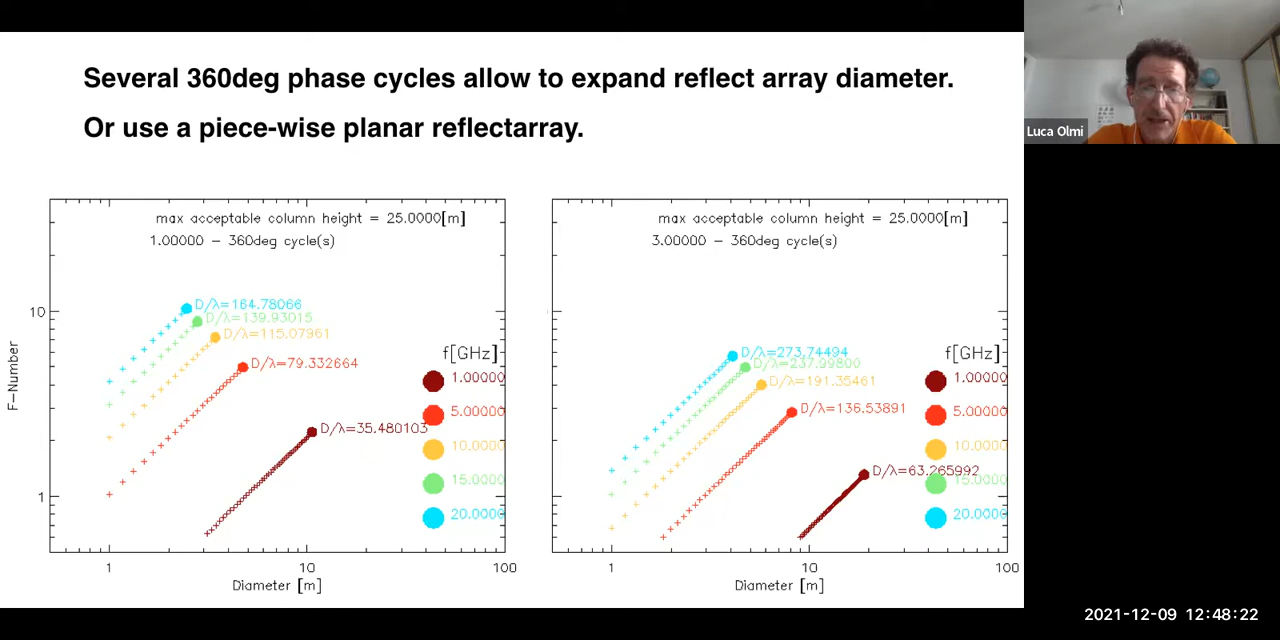 Several 360deg phase cycles allow to expand reflect array diameter.
Or use a piece-wise planar reflectarray.
Luca Olmi
max acceptable column height = 25.0000[m]
1.00000 - 360deg cycle(s)
D/λ=164.78066
D/λ=139.93015
D/λ=115.07961
D/λ=79.332664
D/λ=35.480103
f[GHz]
1.00000
5.00000
10.0000
15.0000
20.0000
10
1
F-Number
1
10
100
Diameter [m]
max acceptable column height = 25.0000[m]
3.00000 - 360deg cycle(s)
D/λ=273.74494
D/λ=237.99800
D/λ=191.35461
D/λ=136.53891
D/λ=63.265992
f[GHz]
1.00000
5.00000
10.0000
15.0000
20.0000
1
10
100
Diameter [m]
2021-12-09 12:48:22